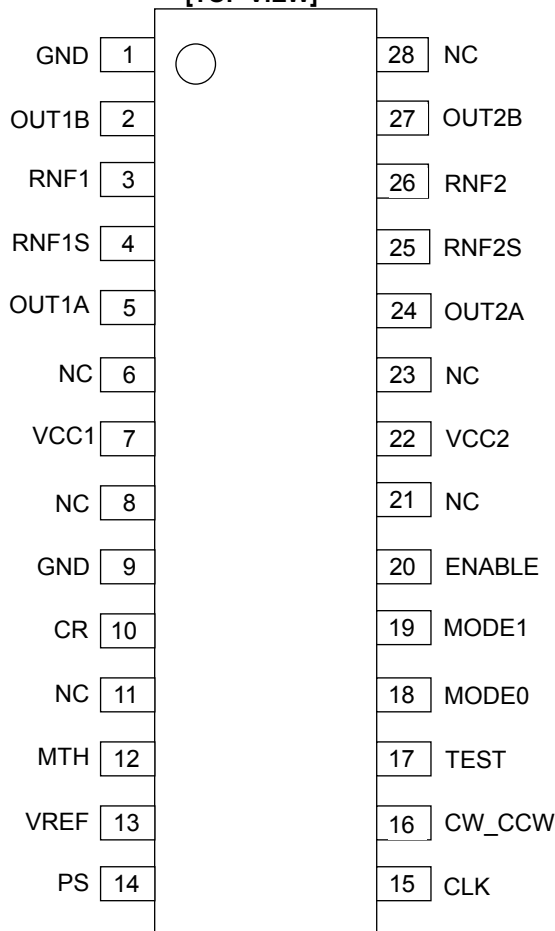 [TOP VIEW]
GND 1 28 NC
OUT1B 2 27 OUT2B
RNF1 3 26 RNF2
RNF1S 4 25 RNF2S
OUT1A 5 24 OUT2A
NC 6 23 NC
VCC1 7 22 VCC2
NC 8 21 NC
GND 9 20 ENABLE
CR 10 19 MODE1
NC 11 18 MODE0
MTH 12 17 TEST
VREF 13 16 CW_CCW
PS 14 15 CLK